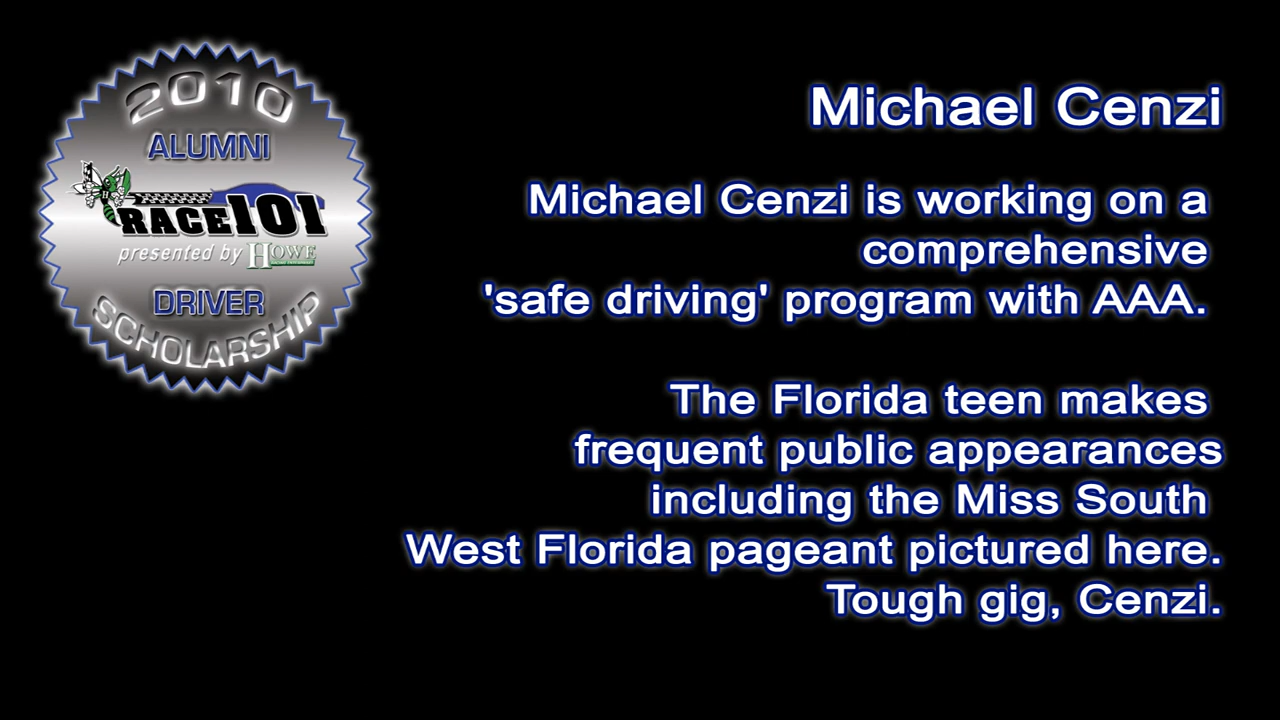 2010
ALUMNI
RACE101
presented by HOWE
DRIVER
SCHOLARSHIP
Michael Cenzi
Michael Cenzi is working on a
comprehensive
'safe driving' program with AAA.
The Florida teen makes
frequent public appearances
including the Miss South
West Florida pageant pictured here.
Tough gig, Cenzi.